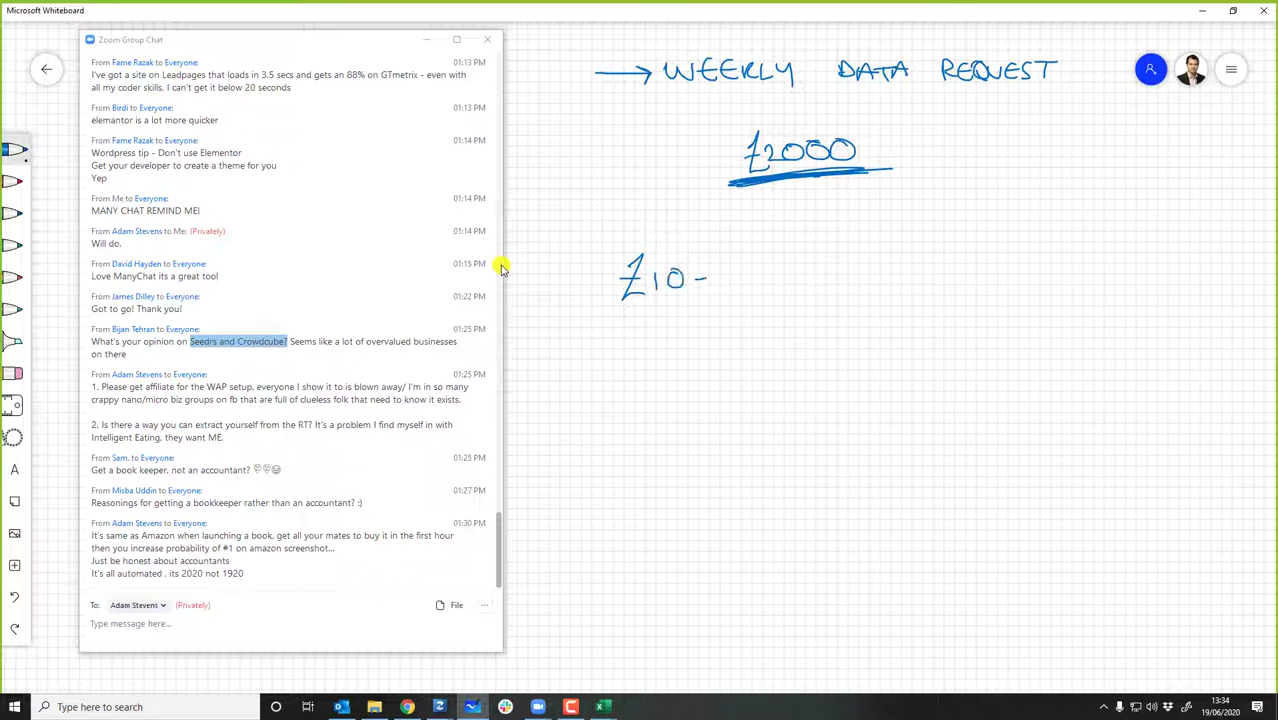 Microsoft Whiteboard
Zoom Group Chat
From Fame Razak to Everyone: 01:13 PM
I've got a site on Leadpages that loads in 3.5 secs and gets an 88% on GTmetrix - even with
all my coder skills. I can't get it below 20 seconds
From Birdi to Everyone: 01:13 PM
elemantor is a lot more quicker
From Fame Razak to Everyone: 01:14 PM
Wordpress tip - Don't use Elementor
Get your developer to create a theme for you
Yep
From Me to Everyone: 01:14 PM
MANY CHAT REMIND ME!
From Adam Stevens to Me: (Privately) 01:14 PM
Will do.
From David Hayden to Everyone: 01:15 PM
Love ManyChat its a great tool
From James Dilley to Everyone: 01:22 PM
Got to go! Thank you!
From Bijan Tehran to Everyone: 01:25 PM
What's your opinion on Seedrs and Crowdcube? Seems like a lot of overvalued businesses
on there
From Adam Stevens to Everyone: 01:25 PM
1. Please get affiliate for the WAP setup, everyone I show it to is blown away/ I'm in so many
crappy nano/micro biz groups on fb that are full of clueless folk that need to know it exists.
2. Is there a way you can extract yourself from the RT? It's a problem I find myself in with
Intelligent Eating, they want ME.
From Sam. to Everyone: 01:25 PM
Get a book keeper, not an accountant?
From Misba Uddin to Everyone: 01:27 PM
Reasonings for getting a bookkeeper rather than an accountant? :)
From Adam Stevens to Everyone: 01:30 PM
It's same as Amazon when launching a book, get all your mates to buy it in the first hour
then you increase probability of #1 on amazon screenshot...
Just be honest about accountants
It's all automated , its 2020 not 1920
To: Adam Stevens (Privately) File
Type message here...
→ WEERLY DATA REQUEST
£2000
£10 -
Type here to search
13:34
19/06/2020